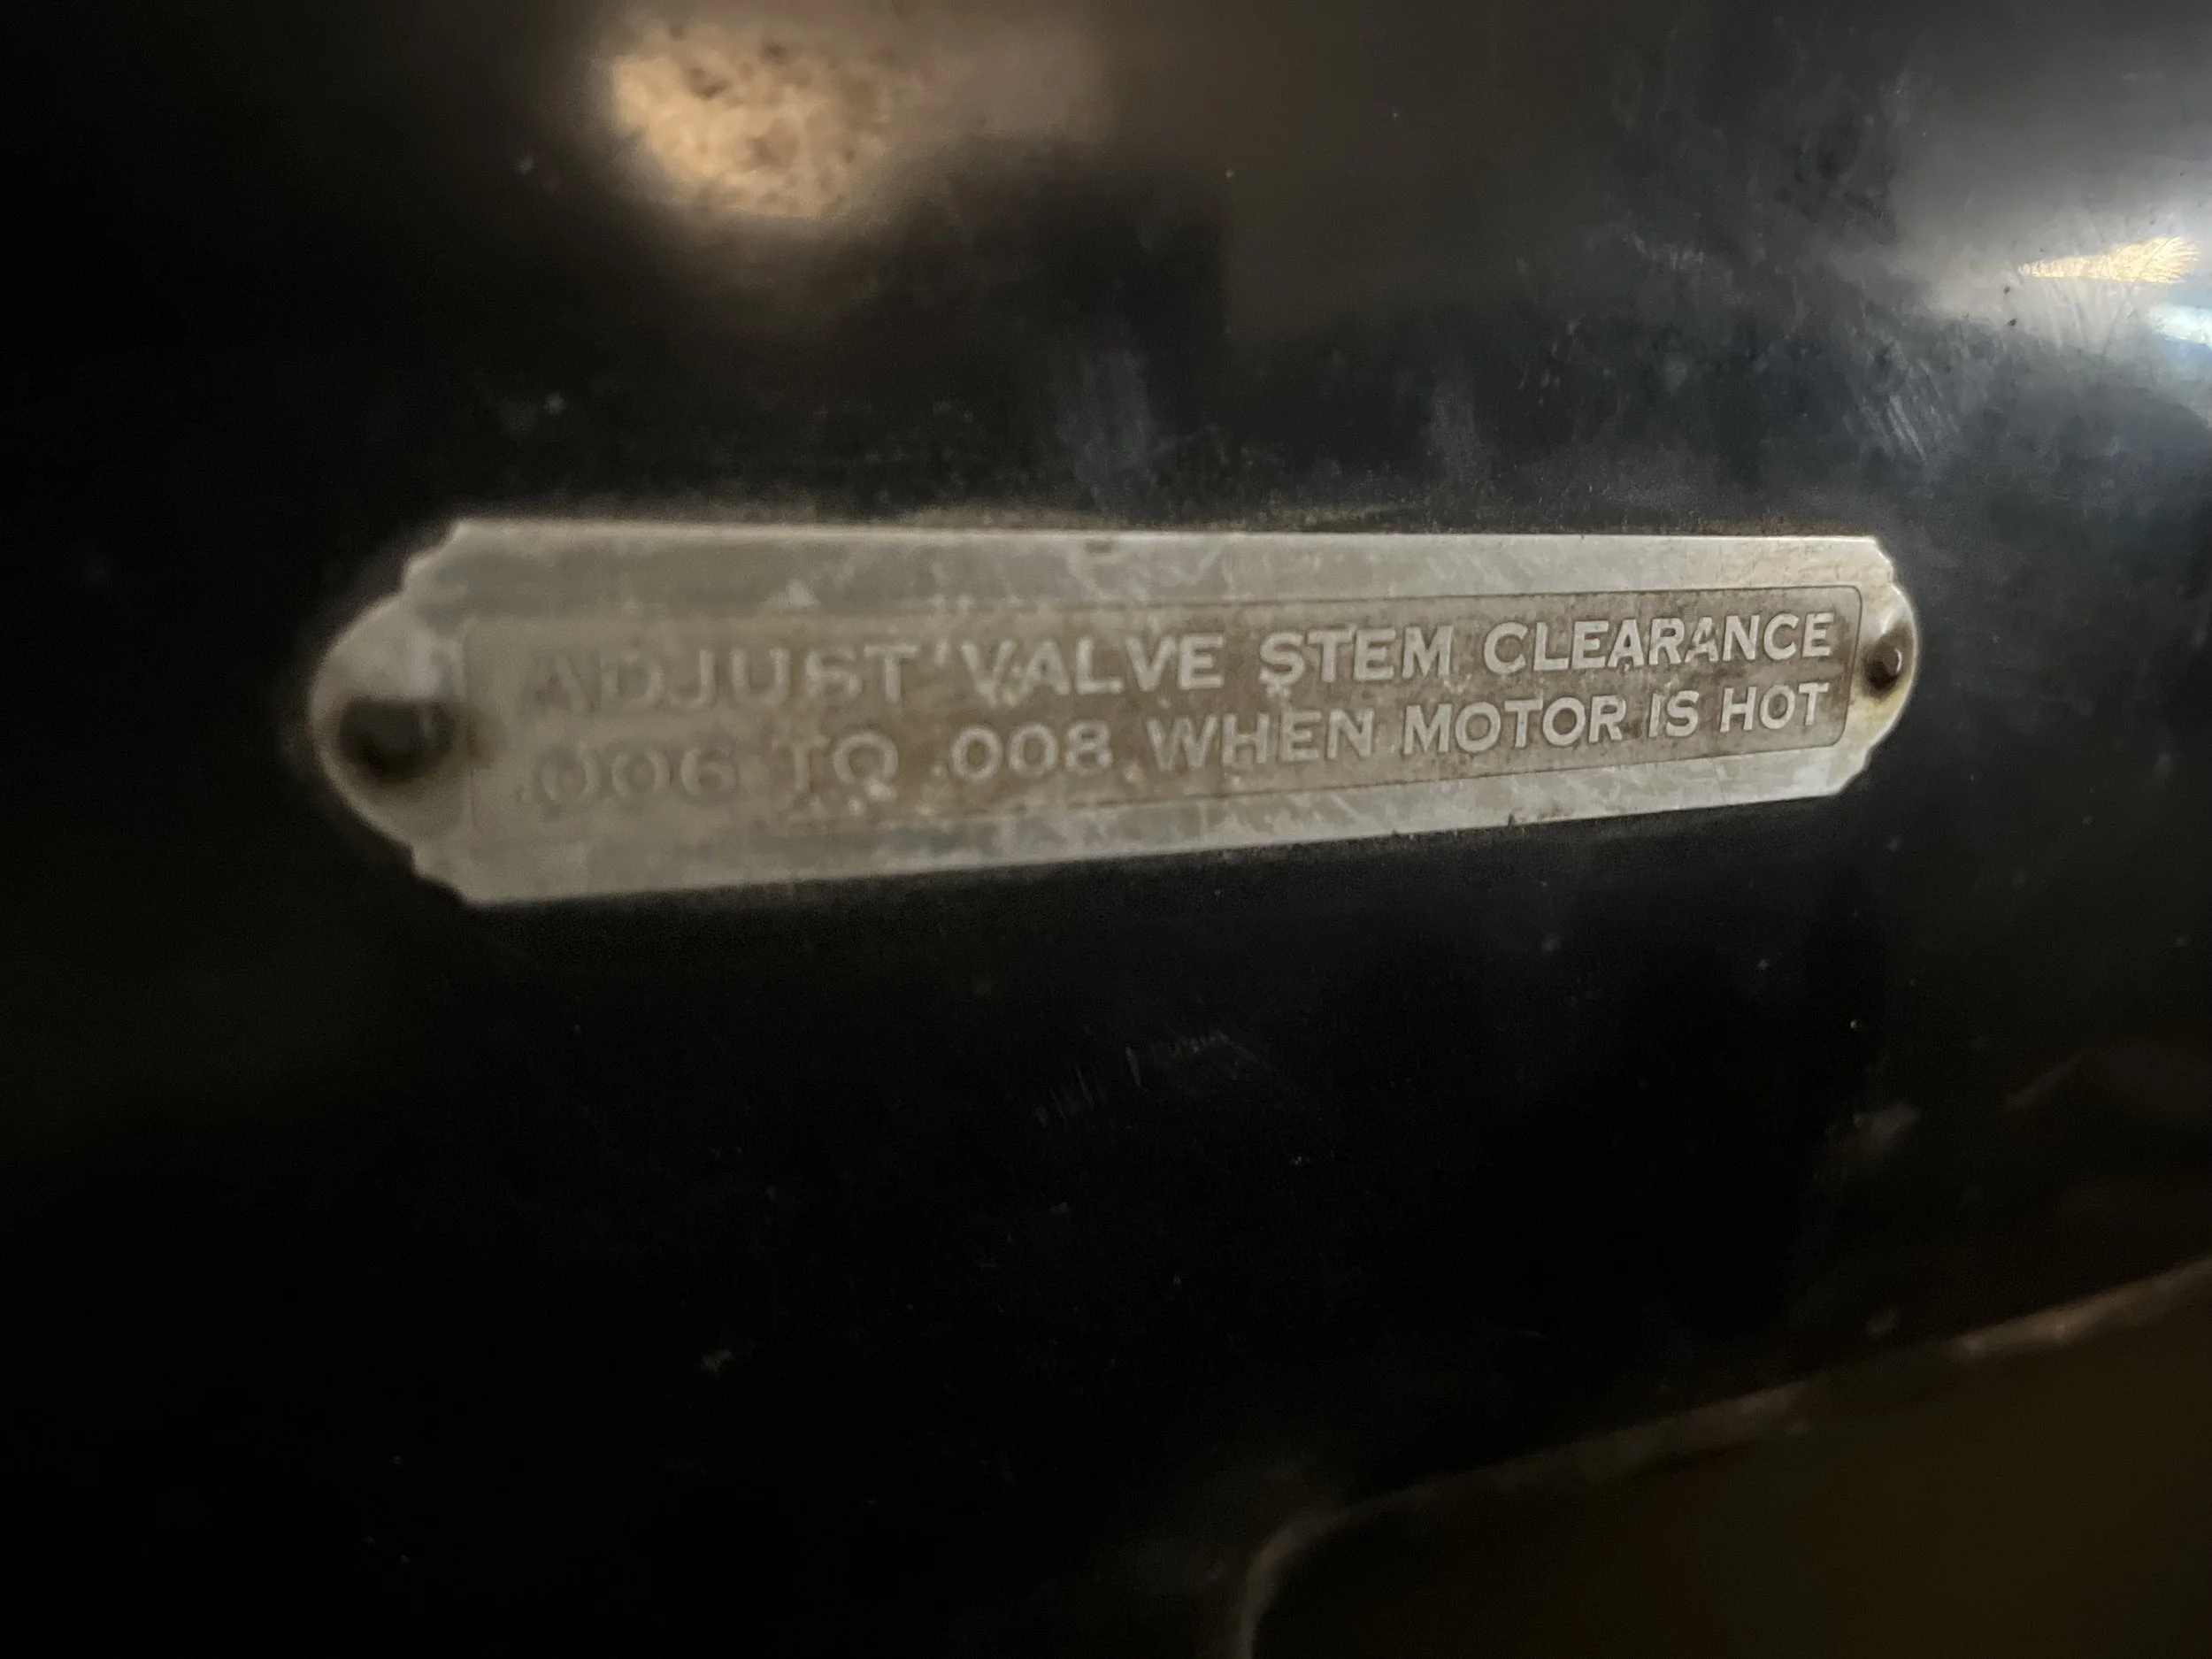 ADJUST VALVE STEM CLEARANCE
.006 TO .008 WHEN MOTOR IS HOT